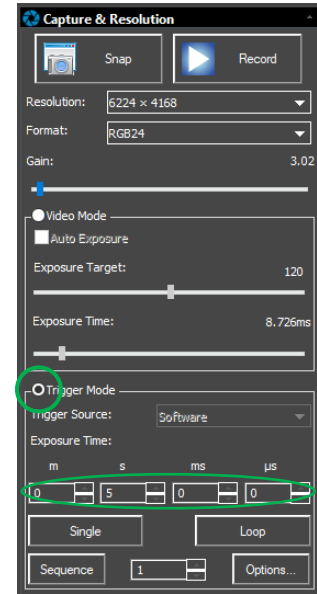 Capture & Resolution
Snap Record
Resolution: 6224 × 4168
Format: RGB24
Gain: 3.02
Video Mode
Auto Exposure
Exposure Target: 120
Exposure Time: 8.726ms
Trigger Mode
Trigger Source: Software
Exposure Time:
m s ms µs
0 5 0 0
Single Loop
Sequence 1 Options...